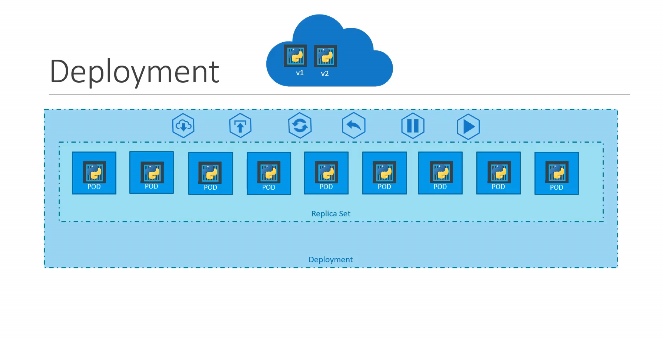 Deployment
v1 v2
POD POD POD POD POD POD POD POD POD
Replica Set
Deployment